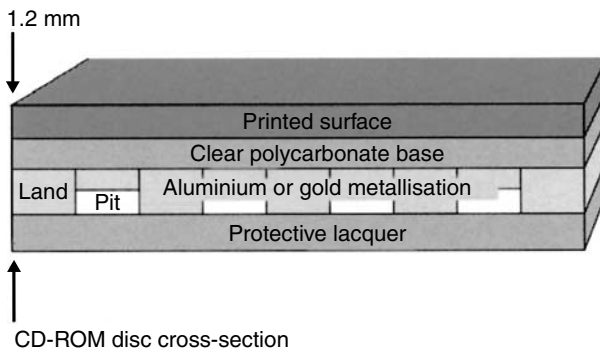 1.2 mm
Printed surface
Clear polycarbonate base
Land
Aluminium or gold metallisation
Pit
Protective lacquer
CD-ROM disc cross-section